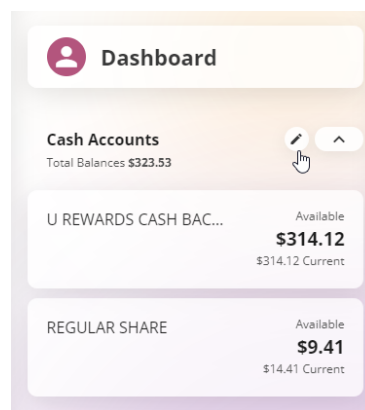 Dashboard
Cash Accounts
Total Balances $323.53
U REWARDS CASH BAC...
Available
$314.12
$314.12 Current
REGULAR SHARE
Available
$9.41
$14.41 Current